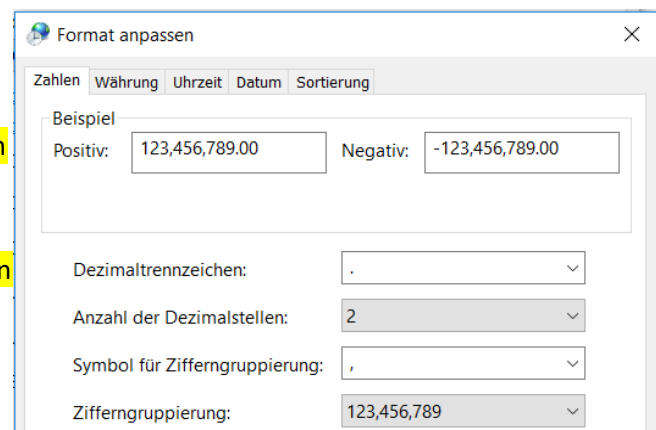 Format anpassen
Zahlen Währung Uhrzeit Datum Sortierung
Beispiel
Positiv: 123,456,789.00 Negativ: -123,456,789.00
Dezimaltrennzeichen: .
Anzahl der Dezimalstellen: 2
Symbol für Zifferngruppierung: ,
Zifferngruppierung: 123,456,789